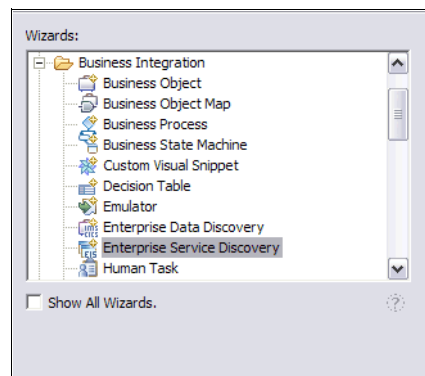 Wizards:
Business Integration
Business Object
Business Object Map
Business Process
Business State Machine
Custom Visual Snippet
Decision Table
Emulator
Enterprise Data Discovery
Enterprise Service Discovery
Human Task
Show All Wizards.
?